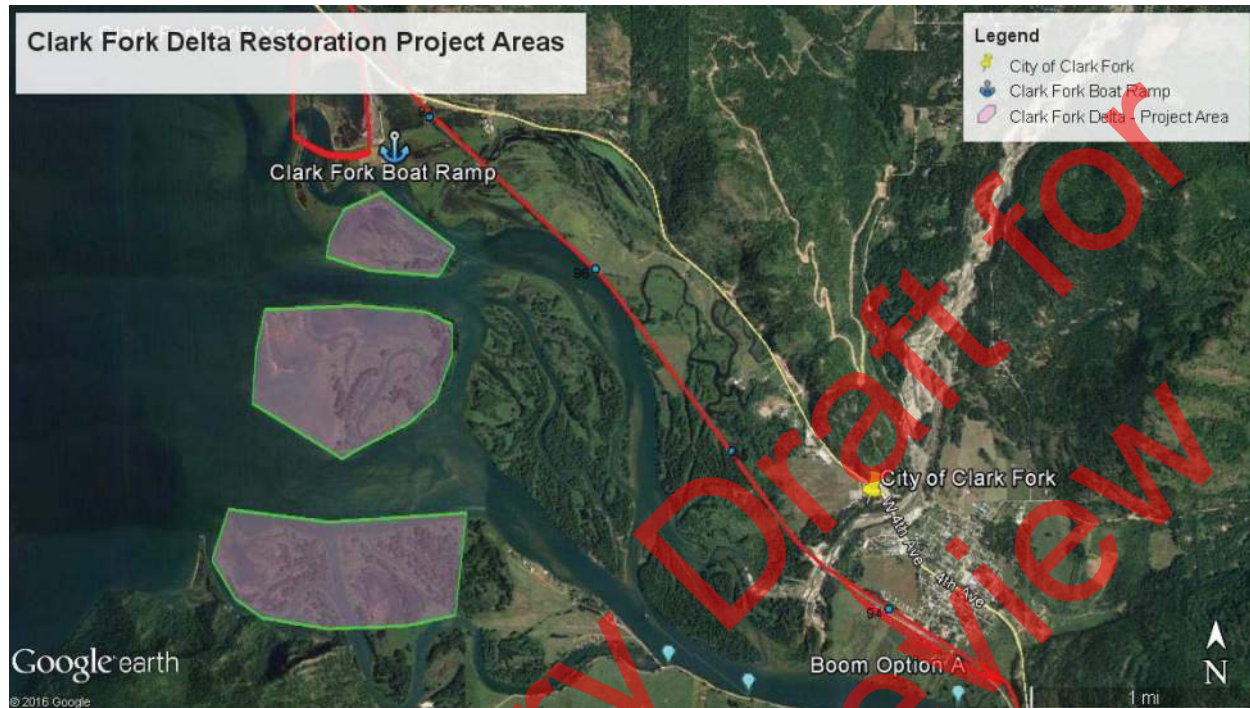 Clark Fork Delta Restoration Project Areas
Legend
City of Clark Fork
Clark Fork Boat Ramp
Clark Fork Delta - Project Area
Clark Fork Boat Ramp
96
City of Clark Fork
W 4th Ave
4th Ave
94
Boom Option A
Draft for
Google earth
© 2016 Google
N
1 mi